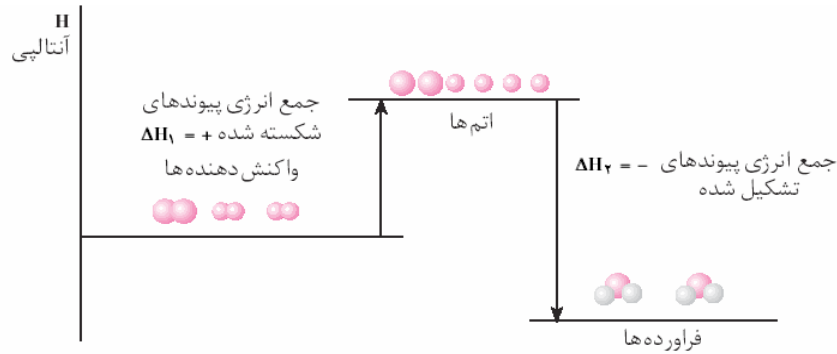 H
آنتالپی
جمع انرژی پیوندهای
شکسته شده ΔH۱ = +
واکنش‌دهنده‌ها
اتم‌ها
جمع انرژی پیوندهای ΔH۲ = −
تشکیل شده
فراورده‌ها